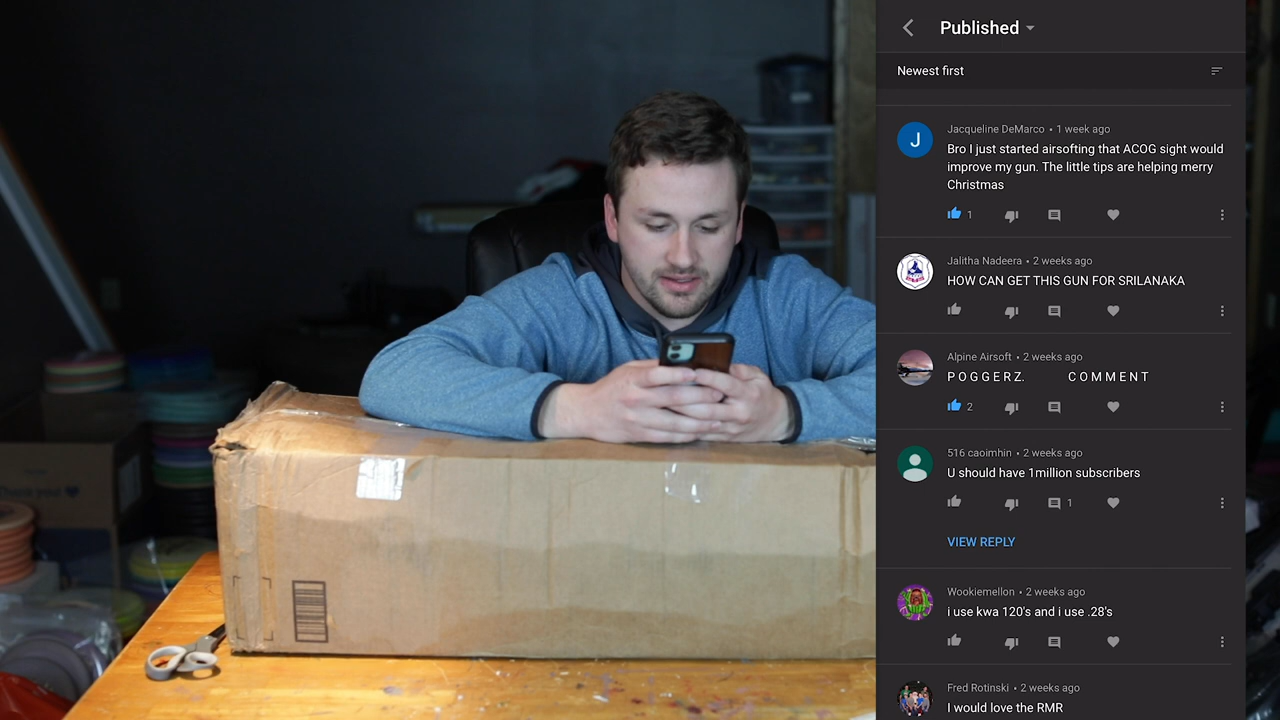 Published
Newest first
J
Jacqueline DeMarco • 1 week ago
Bro I just started airsofting that ACOG sight would
improve my gun. The little tips are helping merry
Christmas
1
Jalitha Nadeera • 2 weeks ago
HOW CAN GET THIS GUN FOR SRILANAKA
Alpine Airsoft • 2 weeks ago
P O G G E R Z. C O M M E N T
2
516 caoimhin • 2 weeks ago
U should have 1million subscribers
1
VIEW REPLY
Wookiemellon • 2 weeks ago
i use kwa 120's and i use .28's
Fred Rotinski • 2 weeks ago
I would love the RMR